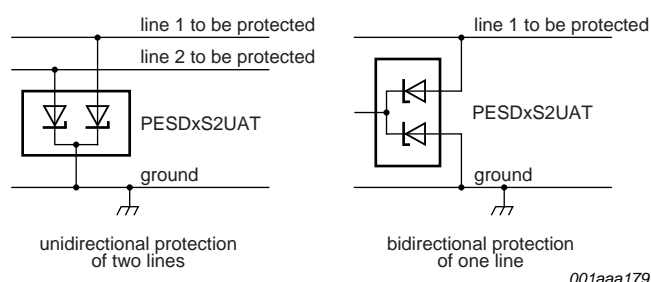 line 1 to be protected
line 2 to be protected
PESDxS2UAT
ground
unidirectional protection
of two lines
line 1 to be protected
PESDxS2UAT
ground
bidirectional protection
of one line
001aaa179